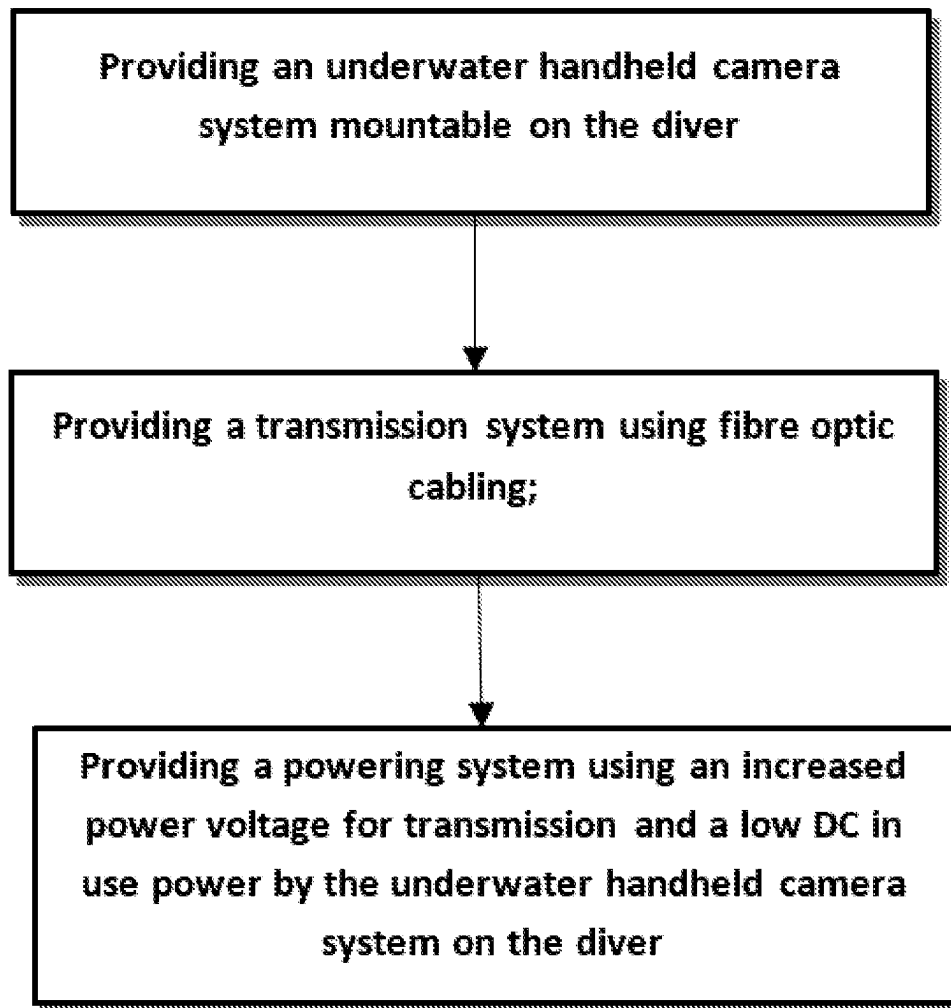 Providing an underwater handheld camera
system mountable on the diver
Providing a transmission system using fibre optic
cabling;
Providing a powering system using an increased
power voltage for transmission and a low DC in
use power by the underwater handheld camera
system on the diver